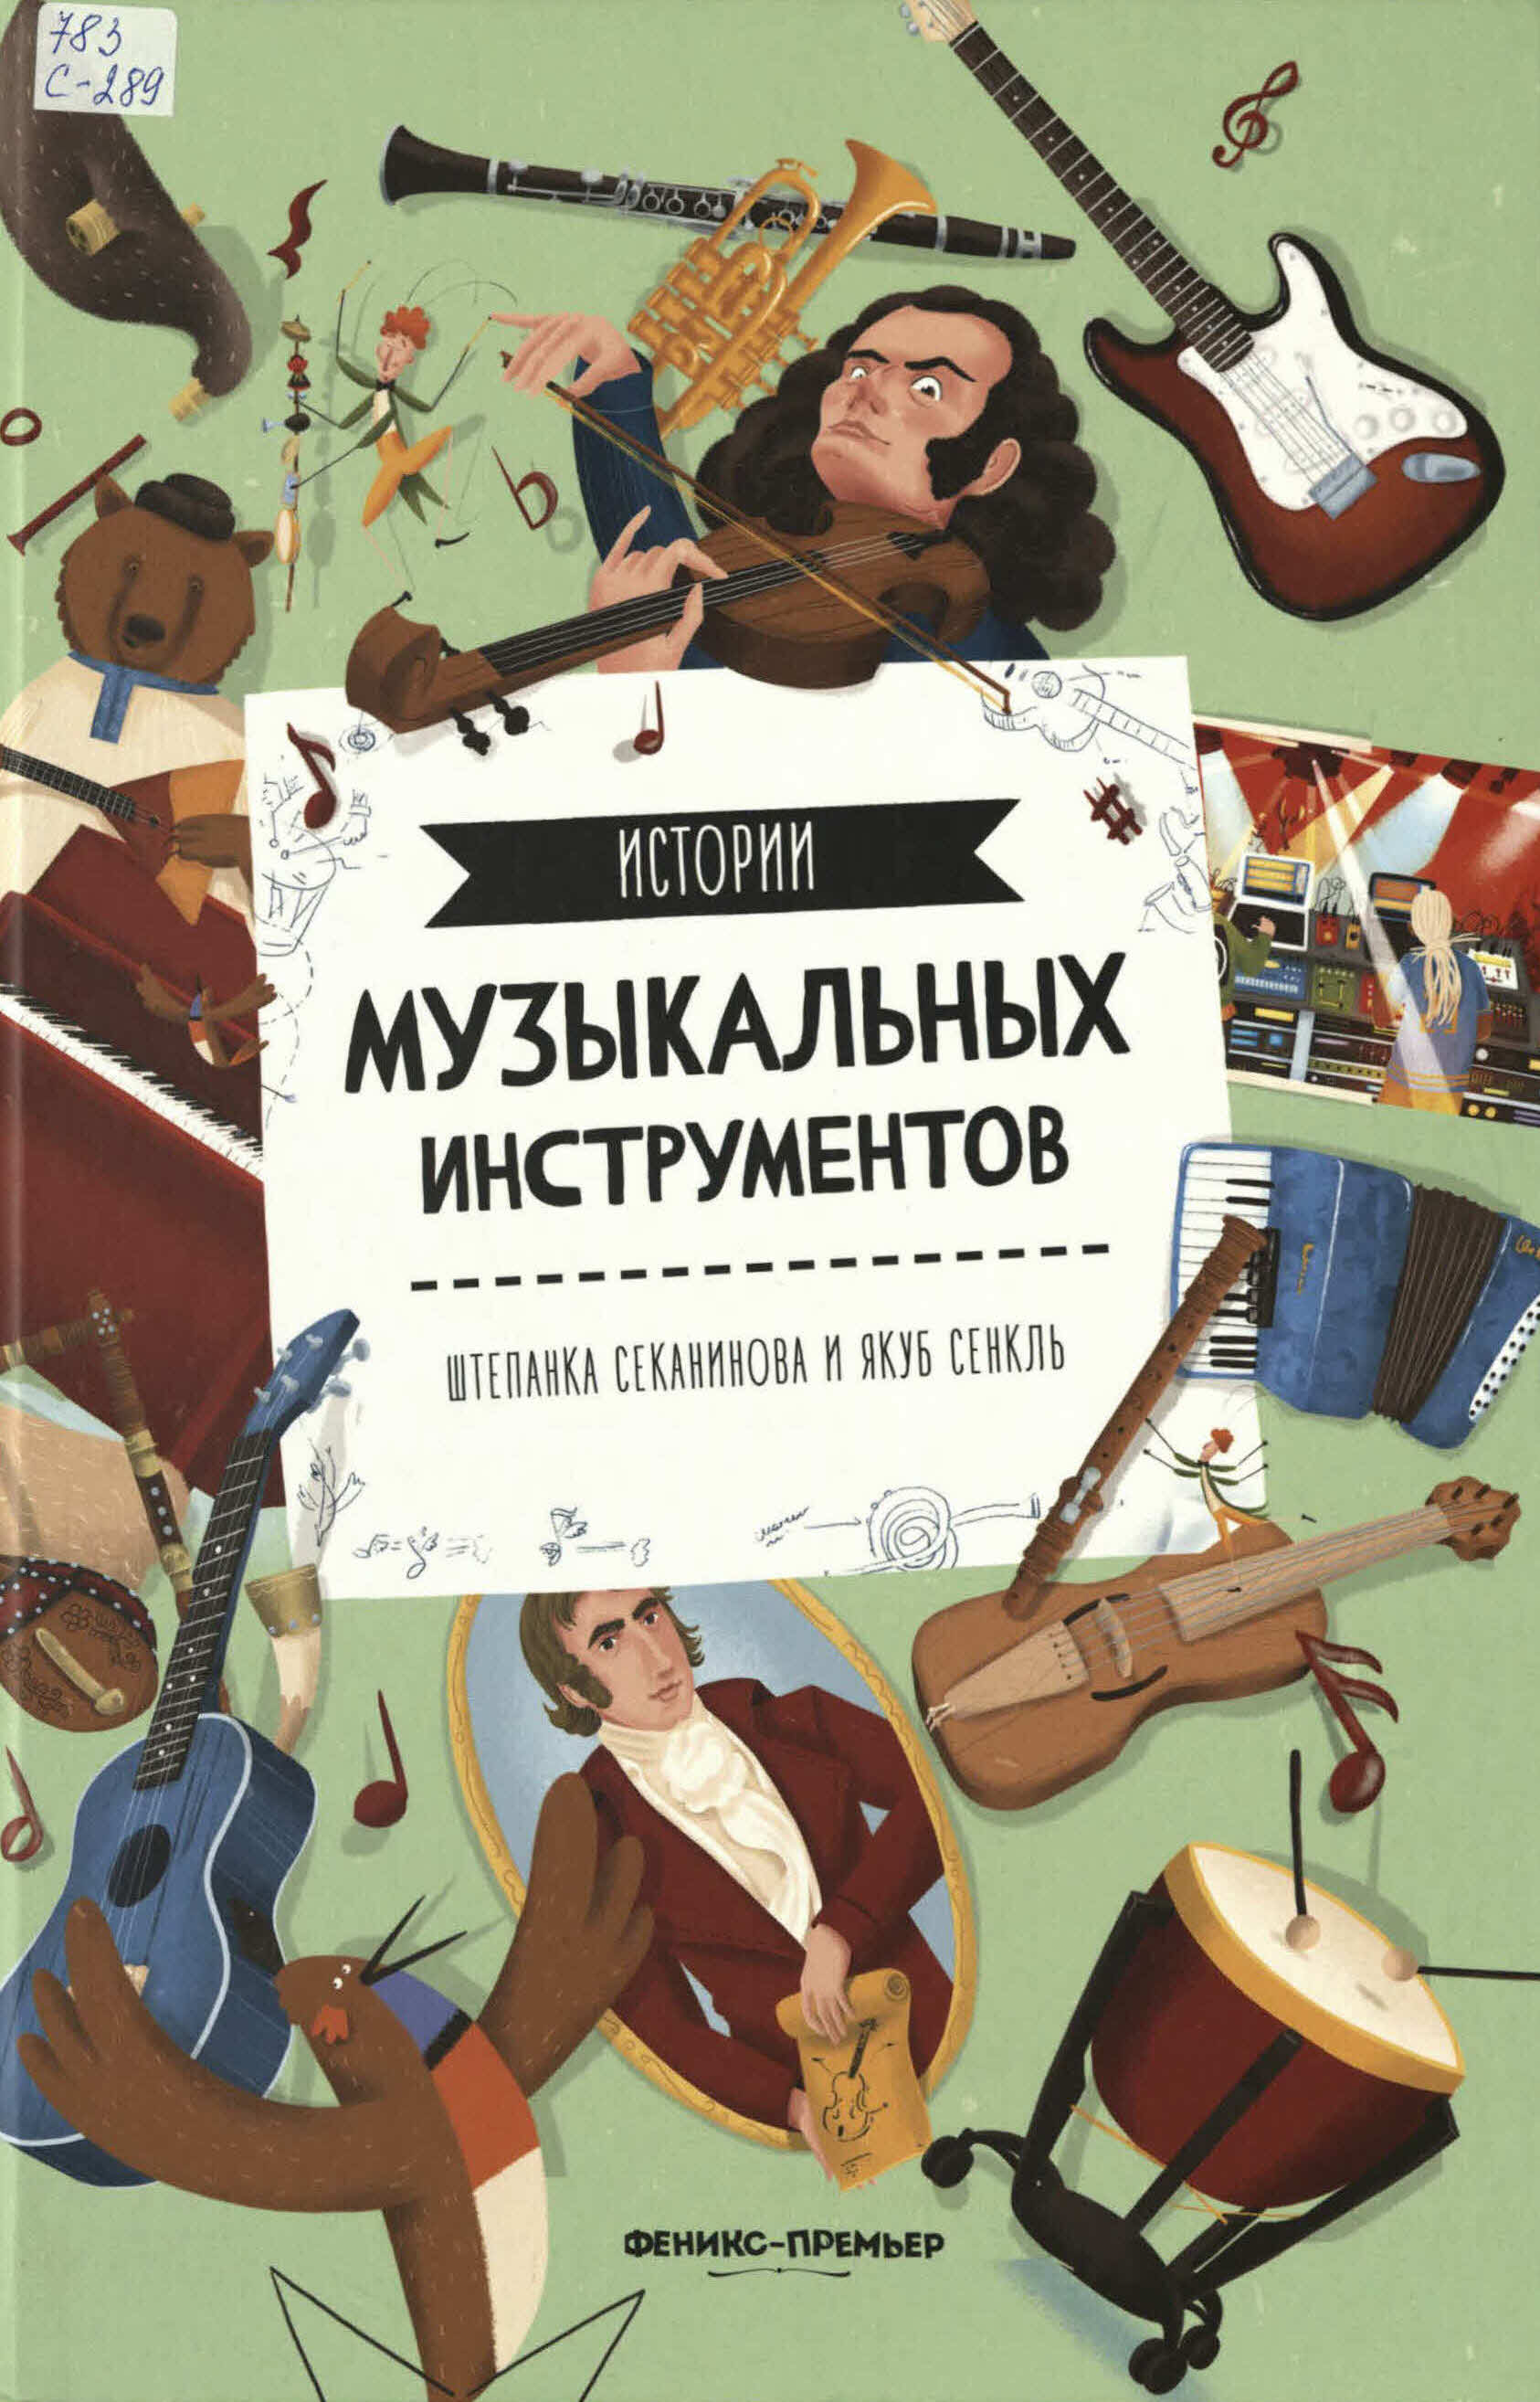 783
С-289
ИСТОРИИ
МУЗЫКАЛЬНЫХ
ИНСТРУМЕНТОВ
ШТЕПАНКА СЕКАНИНОВА И ЯКУБ СЕНКЛЬ
ФЕНИКС-ПРЕМЬЕР